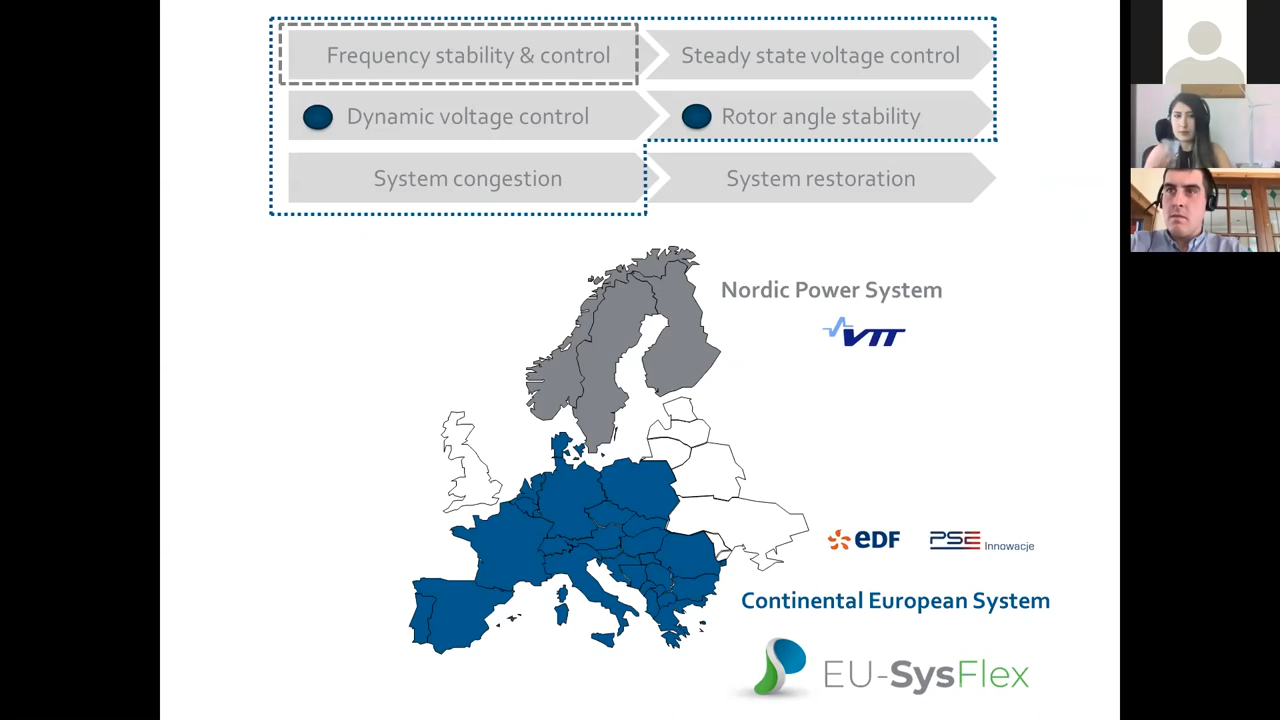 Frequency stability & control
Steady state voltage control
Dynamic voltage control
Rotor angle stability
System congestion
System restoration
Nordic Power System
VTT
eDF
PSE Innowacje
Continental European System
EU-SysFlex